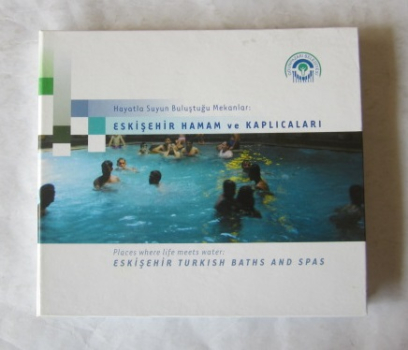 Hayatla Suyun Buluştuğu Mekanlar:
ESKİŞEHİR HAMAM ve KAPLICALARI
Places where life meets water:
ESKİŞEHİR TURKISH BATHS AND SPAS